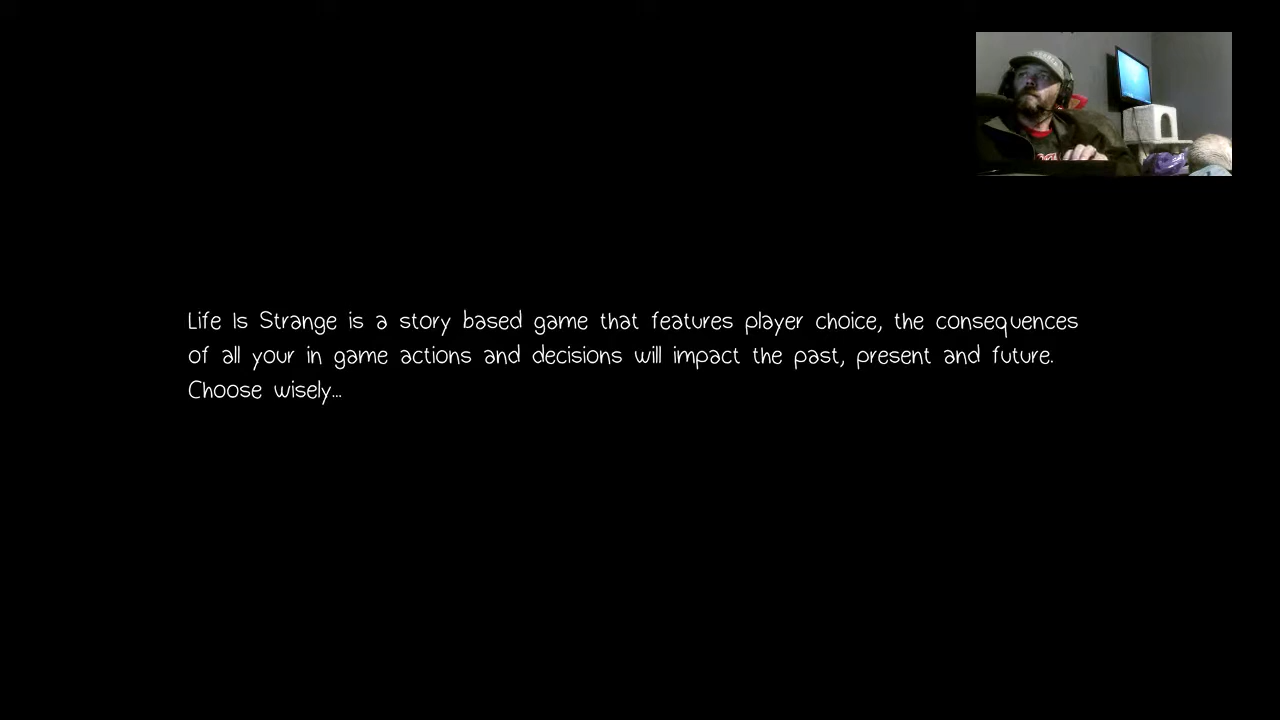 Life Is Strange is a story based game that features player choice, the consequences
of all your in game actions and decisions will impact the past, present and future.
Choose wisely...